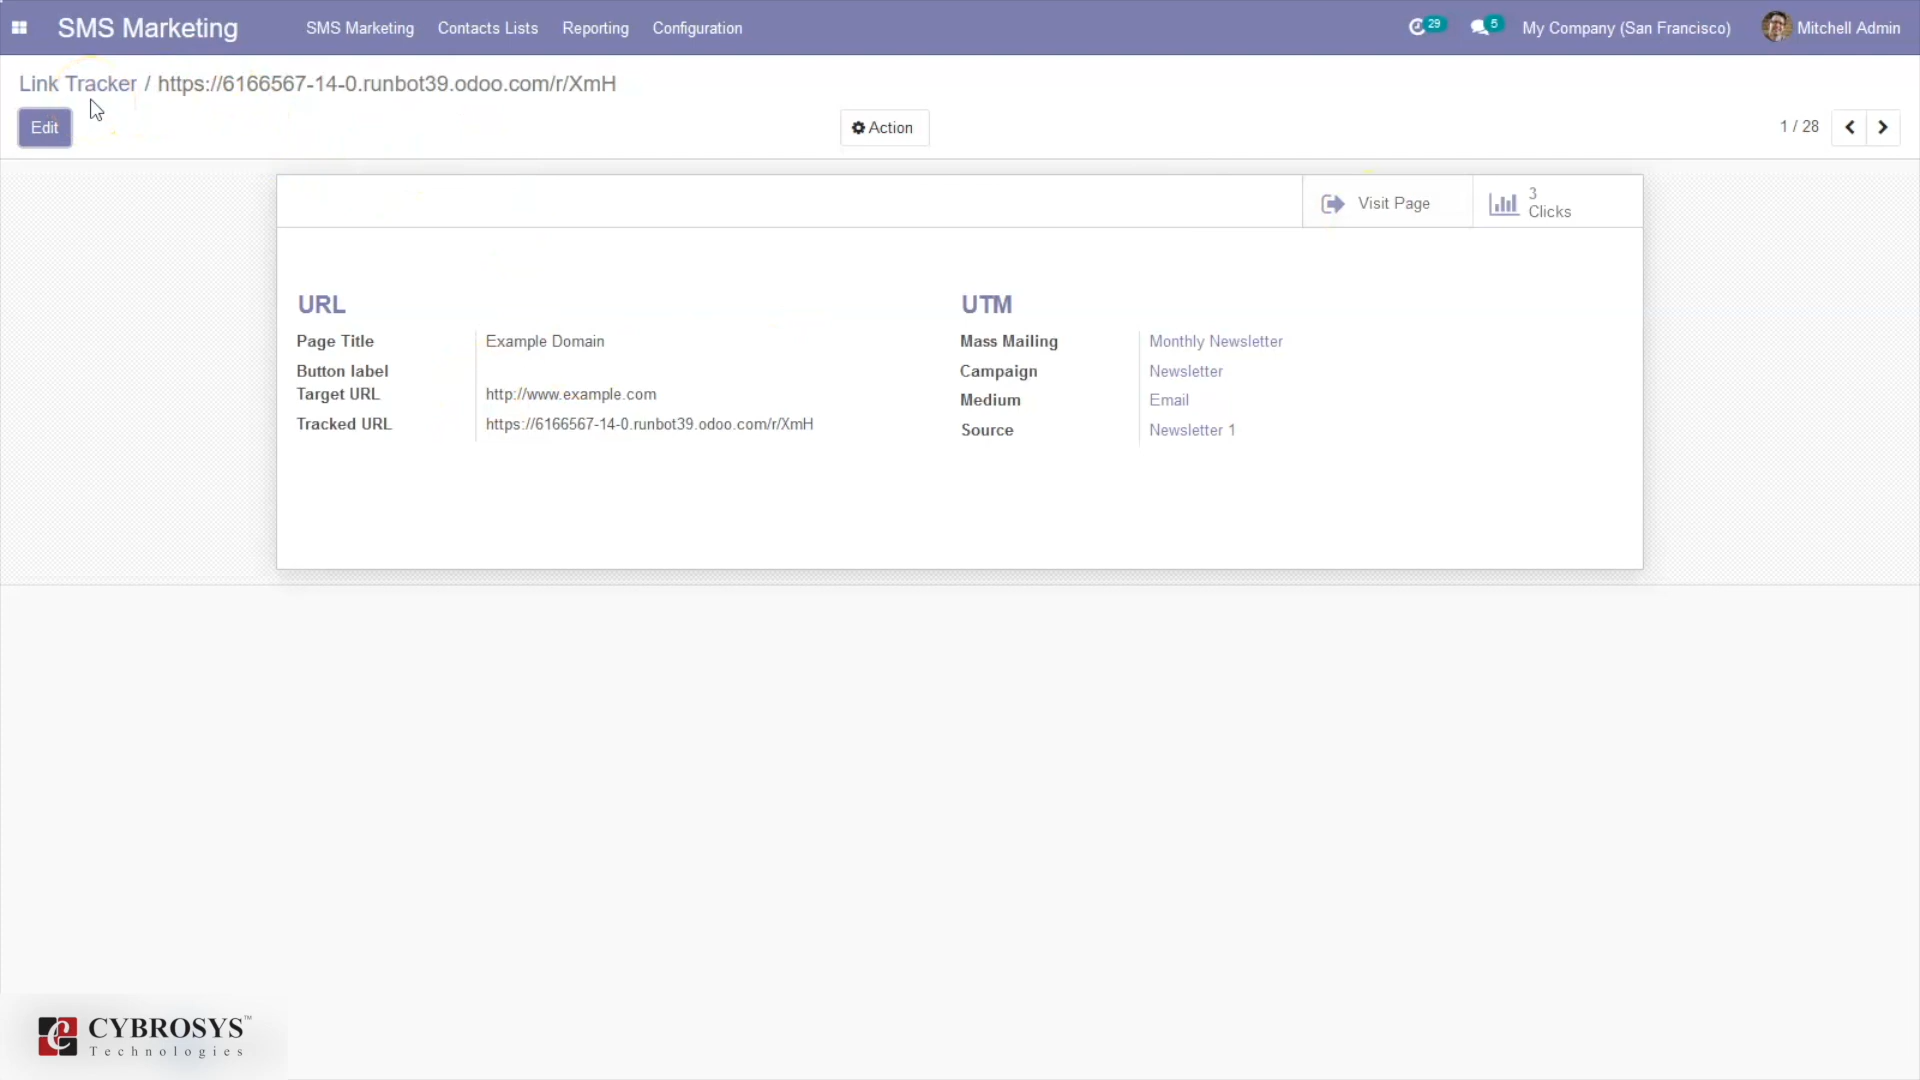 SMS Marketing
SMS Marketing Contacts Lists Reporting Configuration
29
5
My Company (San Francisco)
Mitchell Admin
Link Tracker / https://6166567-14-0.runbot39.odoo.com/r/XmH
Edit
Action
1 / 28
Visit Page
3
Clicks
URL
Page Title Example Domain
Button label
Target URL http://www.example.com
Tracked URL https://6166567-14-0.runbot39.odoo.com/r/XmH
UTM
Mass Mailing Monthly Newsletter
Campaign Newsletter
Medium Email
Source Newsletter 1
CYBROSYS™
Technologies